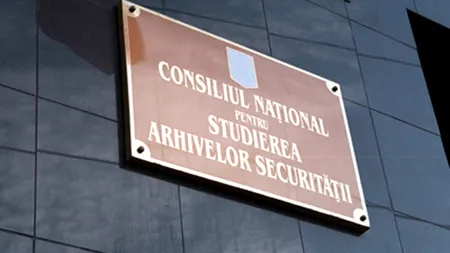 CONSILIUL NAȚIONAL
PENTRU
STUDIEREA
ARHIVELOR SECURITĂȚII